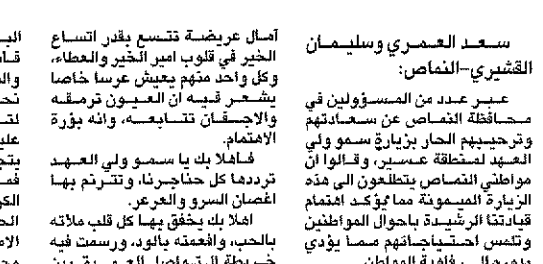 سعد العمري وسليمان
القشيري-النماص:
عبر عدد من المسؤولين في
محافظة النماص عن سعادتهم
وترحيبهم الحار بزيارة سمو ولي
العهد لمنطقة عسير، وقالوا ان
مواطني النماص يتطلعون الى هذه
الزيارة الميمونة مما يؤكد اهتمام
قيادتنا الرشيدة باحوال المواطنين
وتلمس احتياجاتهم مما يؤدي
آمال عريضة تتسع بقدر اتساع
الخير في قلوب امير الخير والعطاء،
وكل واحد منهم يعيش عرسا خاصا
يشعر فيه ان العيون ترمقه
والاجفان تتابعه، وانه بؤرة
الاهتمام.
فاهلا بك يا سمو ولي العهد
ترددها كل حناجرنا، وتترنم بها
اغصان السرو والعرعر.
اهلا بك يخفق بها كل قلب ملأته
بالحب، وافعمته بالود، ورسمت فيه